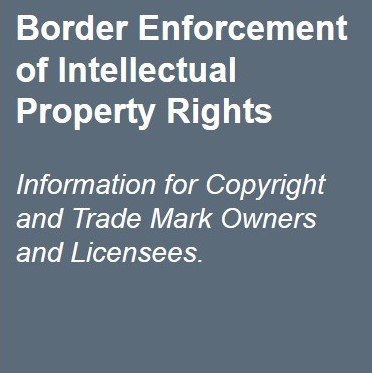 Border Enforcement
of Intellectual
Property Rights
Information for Copyright
and Trade Mark Owners
and Licensees.